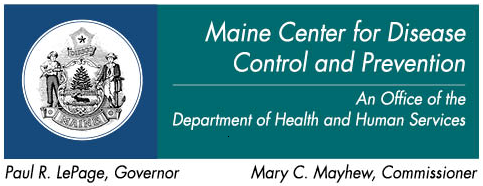 Maine Center for Disease
Control and Prevention
An Office of the
Department of Health and Human Services
MAINE
Paul R. LePage, Governor
Mary C. Mayhew, Commissioner